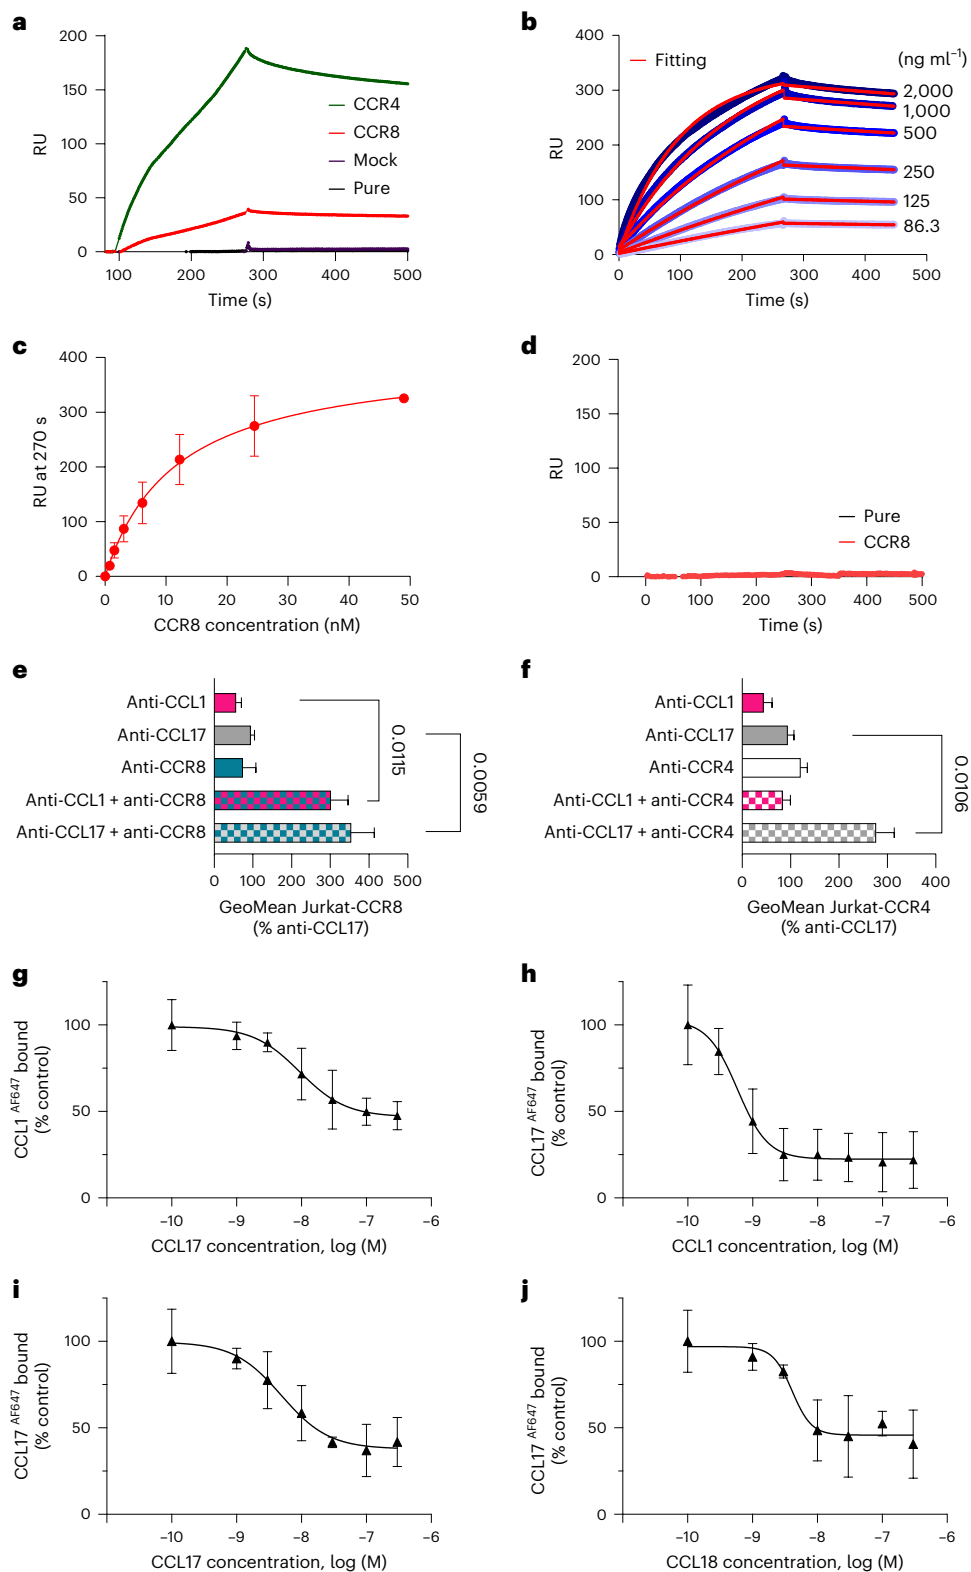 a
200
150
100
50
0
RU
100
200
300
400
500
Time (s)
CCR4
CCR8
Mock
Pure
b
400
300
200
100
0
RU
0
100
200
300
400
500
Time (s)
Fitting
(ng ml⁻¹)
2,000
1,000
500
250
125
86.3
c
400
300
200
100
0
RU at 270 s
0
10
20
30
40
50
CCR8 concentration (nM)
d
200
150
100
50
0
RU
0
100
200
300
400
500
Time (s)
Pure
CCR8
e
Anti-CCL1
Anti-CCL17
Anti-CCR8
Anti-CCL1 + anti-CCR8
Anti-CCL17 + anti-CCR8
0.0115
0.0059
0
100
200
300
400
500
GeoMean Jurkat-CCR8
(% anti-CCL17)
f
Anti-CCL1
Anti-CCL17
Anti-CCR4
Anti-CCL1 + anti-CCR4
Anti-CCL17 + anti-CCR4
0.0106
0
100
200
300
400
GeoMean Jurkat-CCR4
(% anti-CCL17)
g
100
50
0
CCL1 AF647 bound
(% control)
−10
−9
−8
−7
−6
CCL17 concentration, log (M)
h
100
50
0
CCL17 AF647 bound
(% control)
−10
−9
−8
−7
−6
CCL1 concentration, log (M)
i
100
50
0
CCL17 AF647 bound
(% control)
−10
−9
−8
−7
−6
CCL17 concentration, log (M)
j
100
50
0
CCL17 AF647 bound
(% control)
−10
−9
−8
−7
−6
CCL18 concentration, log (M)